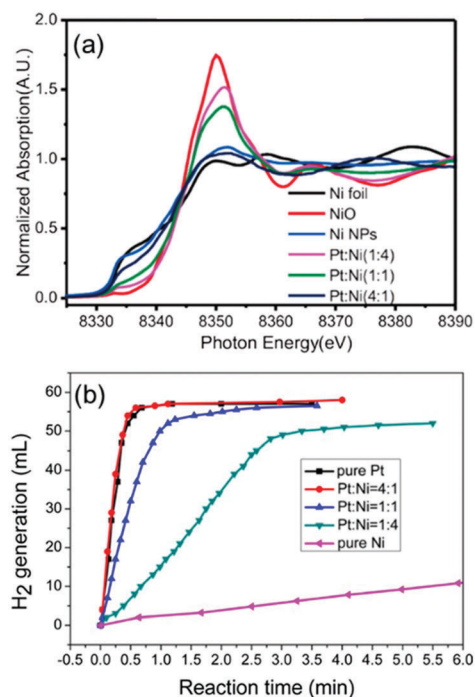 (a)
2.0
1.5
1.0
0.5
0.0
Normalized Absorption(A.U.)
Ni foil
NiO
Ni NPs
Pt:Ni(1:4)
Pt:Ni(1:1)
Pt:Ni(4:1)
8330 8340 8350 8360 8370 8380 8390
Photon Energy(eV)
(b)
60
50
40
30
20
10
0
H2 generation (mL)
pure Pt
Pt:Ni=4:1
Pt:Ni=1:1
Pt:Ni=1:4
pure Ni
-0.5 0.0 0.5 1.0 1.5 2.0 2.5 3.0 3.5 4.0 4.5 5.0 5.5 6.0
Reaction time (min)